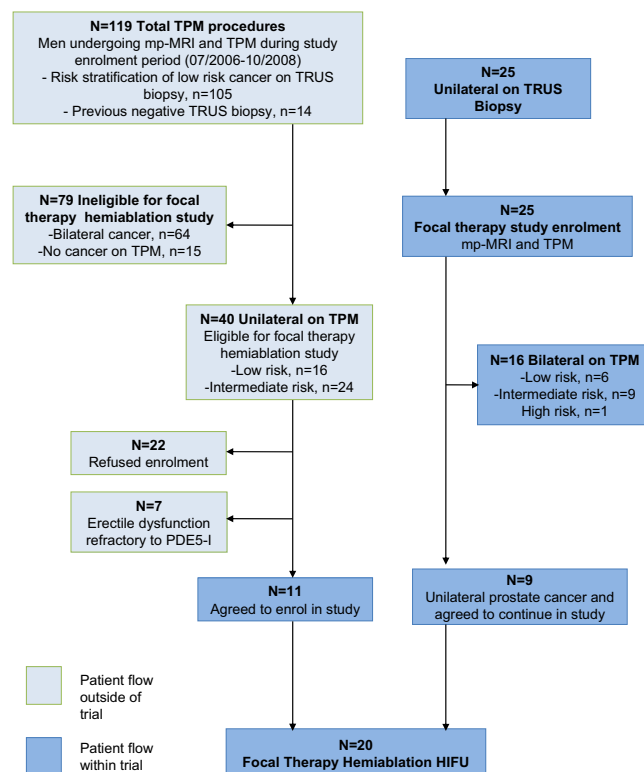 N=119 Total TPM procedures
Men undergoing mp-MRI and TPM during study
enrolment period (07/2006-10/2008)
- Risk stratification of low risk cancer on TRUS
biopsy, n=105
- Previous negative TRUS biopsy, n=14
N=25
Unilateral on TRUS
Biopsy
N=79 Ineligible for focal
therapy hemiablation study
-Bilateral cancer, n=64
-No cancer on TPM, n=15
N=25
Focal therapy study enrolment
mp-MRI and TPM
N=40 Unilateral on TPM
Eligible for focal therapy
hemiablation study
-Low risk, n=16
-Intermediate risk, n=24
N=16 Bilateral on TPM
-Low risk, n=6
-Intermediate risk, n=9
High risk, n=1
N=22
Refused enrolment
N=7
Erectile dysfunction
refractory to PDE5-I
N=11
Agreed to enrol in study
N=9
Unilateral prostate cancer and
agreed to continue in study
N=20
Focal Therapy Hemiablation HIFU
Patient flow
outside of
trial
Patient flow
within trial